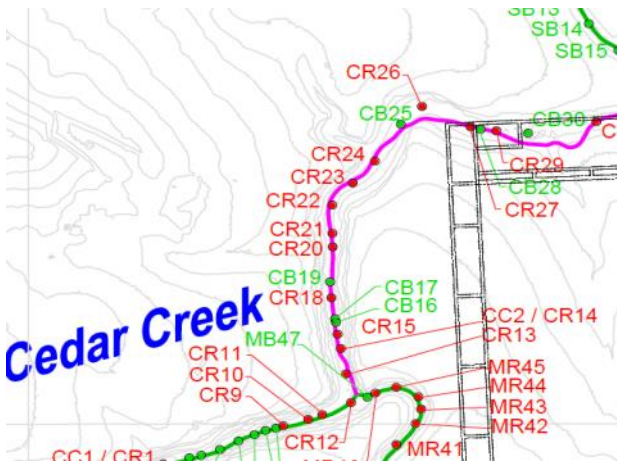 SB13
SB14
SB15
CR26
CB25
CB30
CR24
CR29
CR23
CB28
CR22
CR27
CR21
CR20
CB19
CB17
CR18
CB16
CC2 / CR14
Cedar Creek
CR15
MB47
CR13
CR11
MR45
CR10
MR44
CR9
MR43
CR12
MR42
MR41
CC1 / CR1